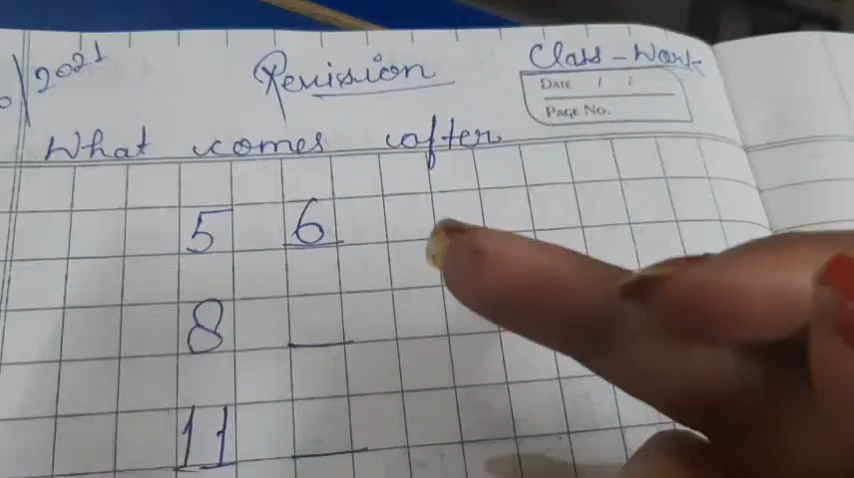 2021
Revision
Class-Work
DATE / /
PAGE NO.
What comes after
5 6
8 _
11 _